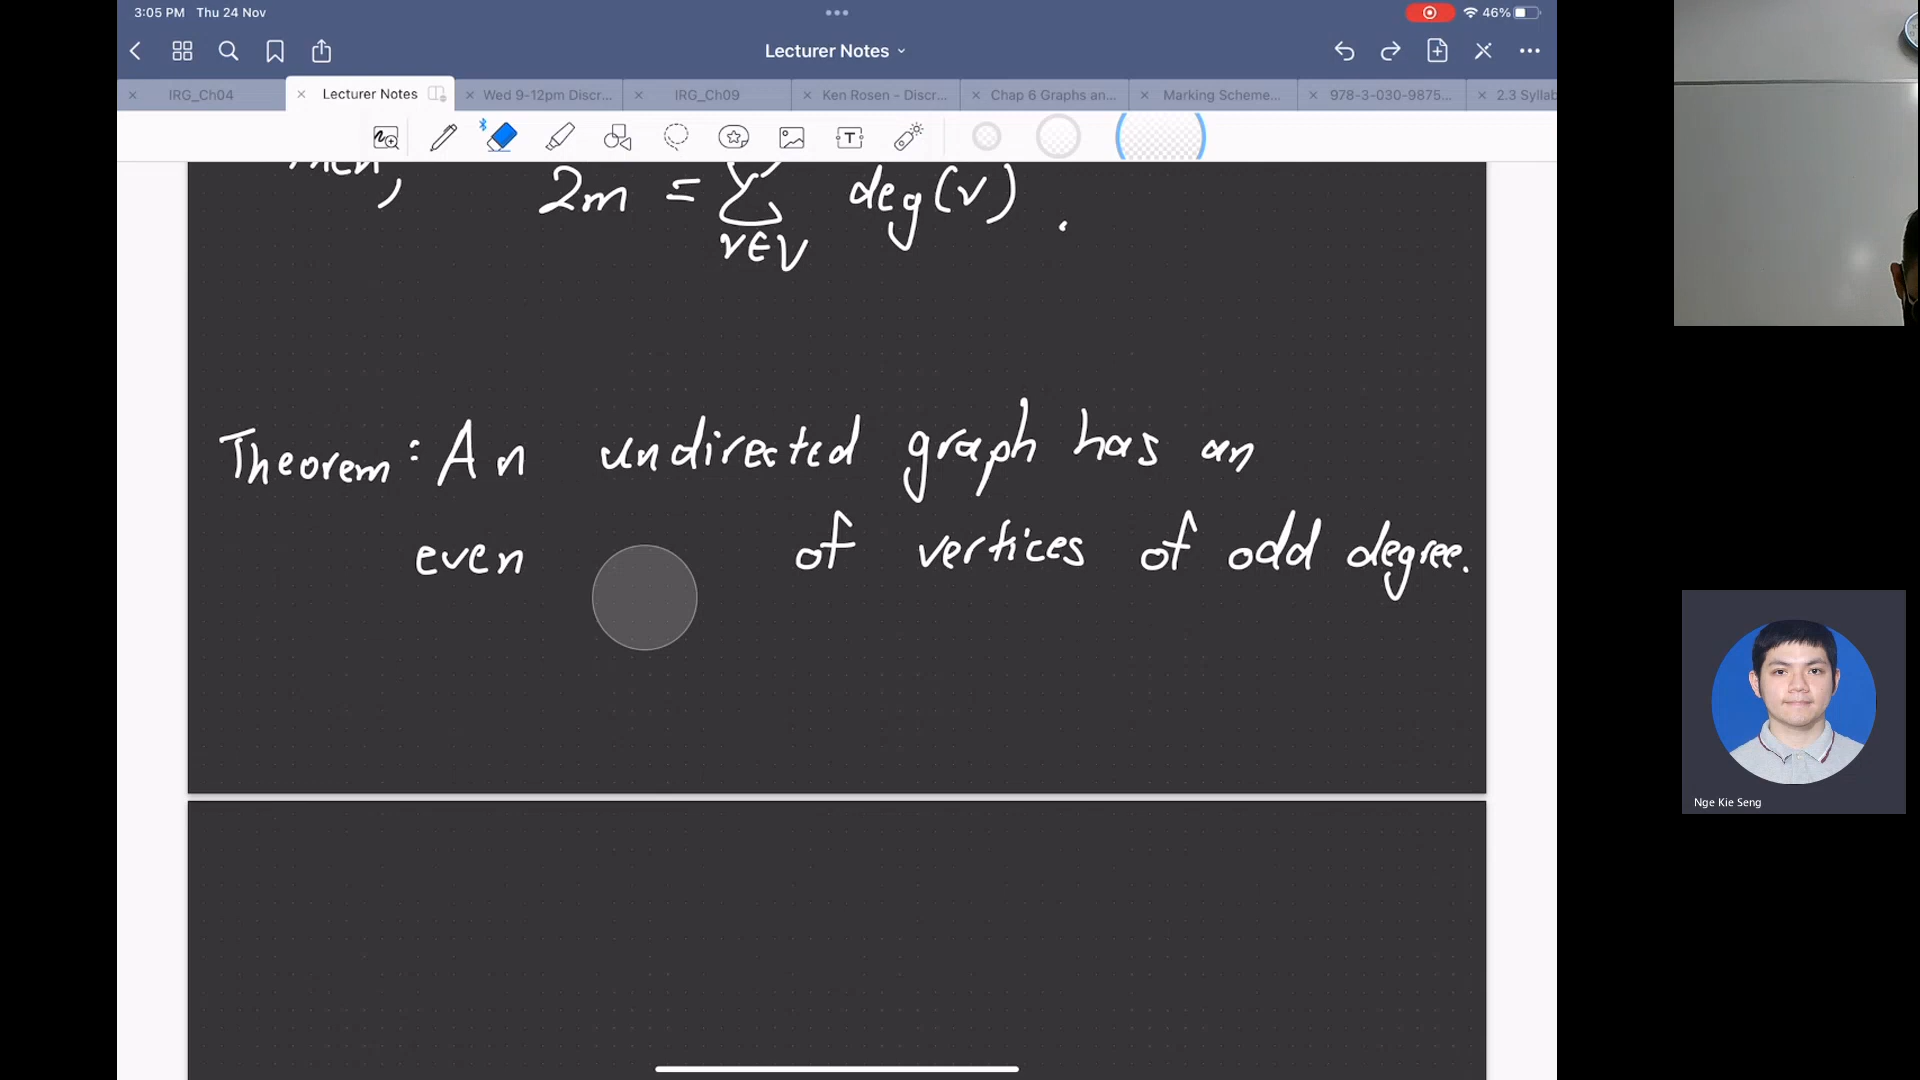 3:05 PM Thu 24 Nov
46%
Lecturer Notes
IRG_Ch04
Lecturer Notes
Wed 9-12pm Discr...
IRG_Ch09
Ken Rosen – Discr...
Chap 6 Graphs an...
Marking Scheme...
978-3-030-9875...
2.3 Syllab
Then,
2m = Σ deg(v).
v∈V
Theorem: An undirected graph has an
even of vertices of odd degree.
Nge Kie Seng